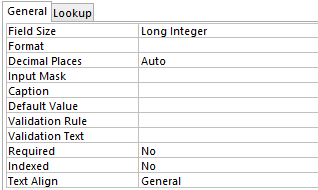 General Lookup
Field Size Long Integer
Format
Decimal Places Auto
Input Mask
Caption
Default Value
Validation Rule
Validation Text
Required No
Indexed No
Text Align General